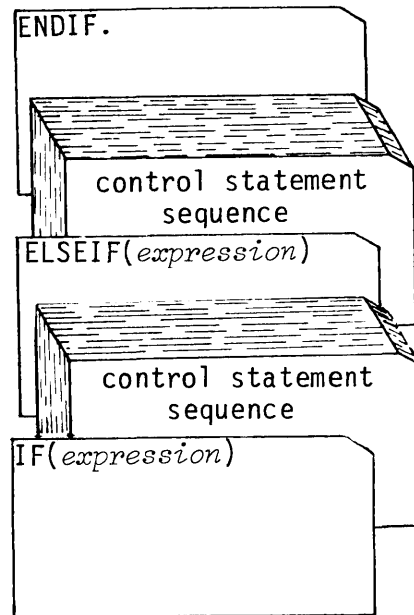 ENDIF.
control statement
sequence
ELSEIF(expression)
control statement
sequence
IF(expression)